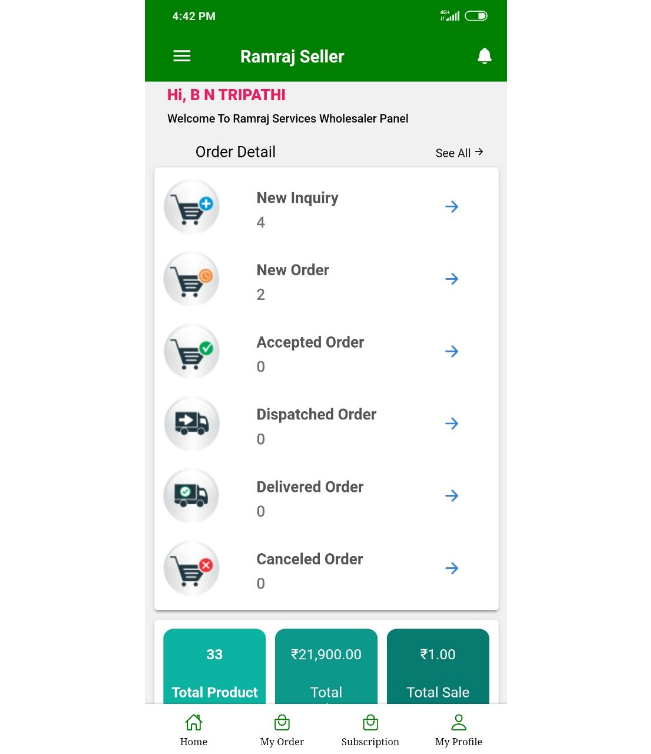 4:42 PM
4G+
Ramraj Seller
Hi, B N TRIPATHI
Welcome To Ramraj Services Wholesaler Panel
Order Detail See All →
New Inquiry
4
New Order
2
Accepted Order
0
Dispatched Order
0
Delivered Order
0
Canceled Order
0
33 ₹21,900.00 ₹1.00
Total Product Total Total Sale
Home My Order Subscription My Profile